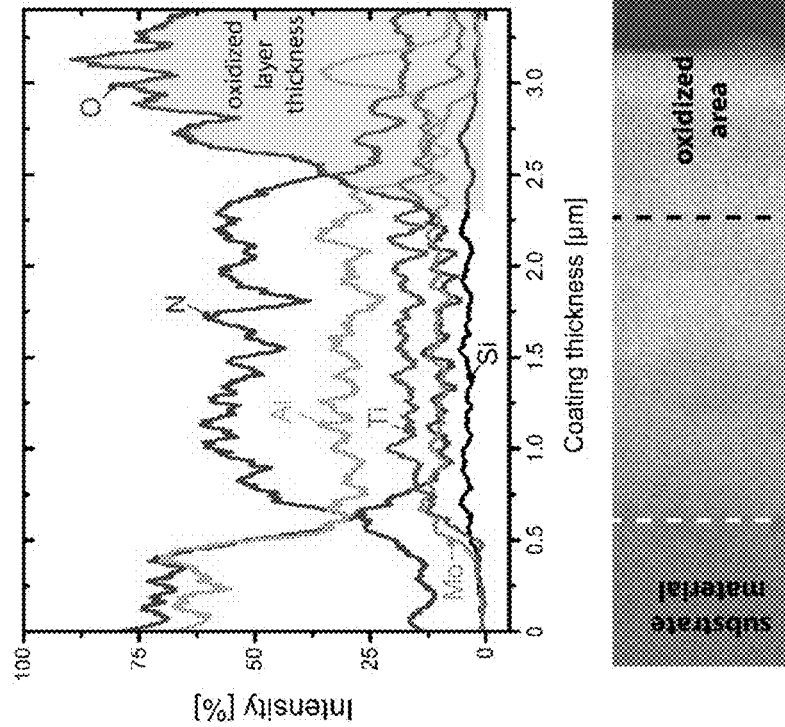 Intensity [%]
100
75
50
25
0
O
oxidized
layer
thickness
N
Al
Ti
Mo
Si
0
0.5
1.0
1.5
2.0
2.5
3.0
Coating thickness [µm]
substrate
material
oxidized
area